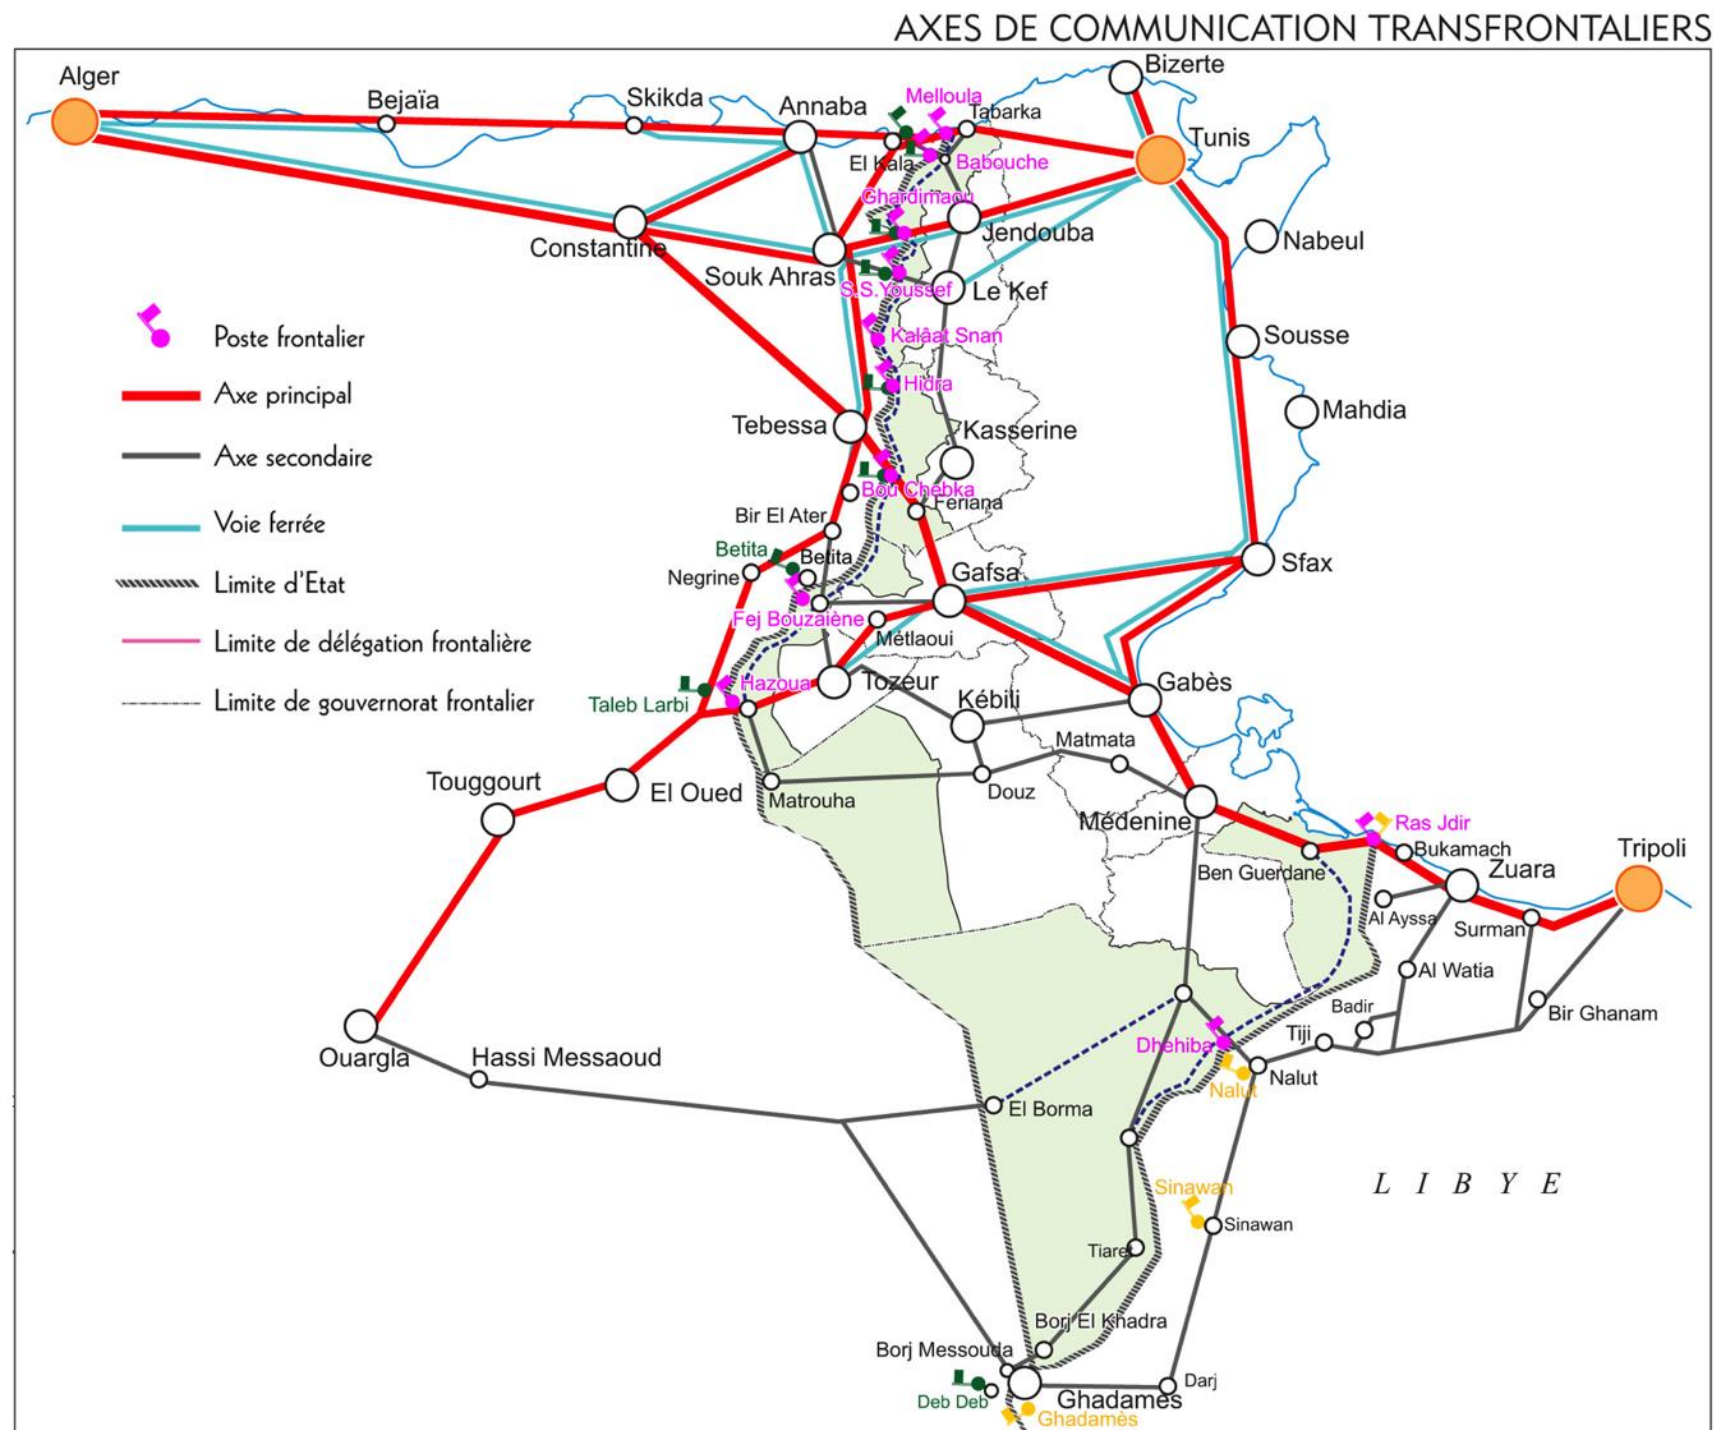 AXES DE COMMUNICATION TRANSFRONTALIERS
Alger
Bejaïa
Skikda
Annaba
Melloula
Tabarka
Bizerte
Tunis
El Kala
Babouche
Ghardimaou
Constantine
Souk Ahras
Jendouba
Nabeul
S.S.Youssef
Le Kef
Poste frontalier
Kalâat Snan
Sousse
Axe principal
Hidra
Tebessa
Kasserine
Mahdia
Axe secondaire
Bou Chebka
Feriana
Voie ferrée
Bir El Ater
Betita
Betita
Negrine
Gafsa
Sfax
Limite d'Etat
Fej Bouzaiène
Métlaoui
Limite de délégation frontalière
Hazoua
Tozeur
Gabès
Limite de gouvernorat frontalier
Taleb Larbi
Kébili
Matmata
Touggourt
El Oued
Matrouha
Douz
Médenine
Ras Jdir
Bukamach
Tripoli
Ben Guerdane
Zuara
Al Ayssa
Surman
Al Watia
Badir
Bir Ghanam
Tiji
Dhehiba
Ouargla
Hassi Messaoud
Nalut
Nalut
El Borma
LIBYE
Sinawan
Sinawan
Tiaret
Borj El Khadra
Borj Messouda
Darj
Deb Deb
Ghadames
Ghadamès